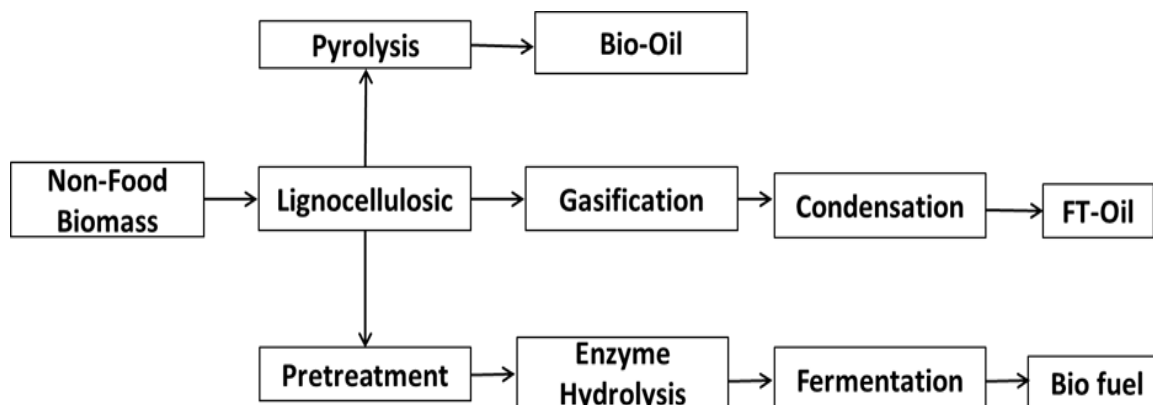 Pyrolysis
Bio-Oil
Non-Food
Biomass
Lignocellulosic
Gasification
Condensation
FT-Oil
Pretreatment
Enzyme
Hydrolysis
Fermentation
Bio fuel